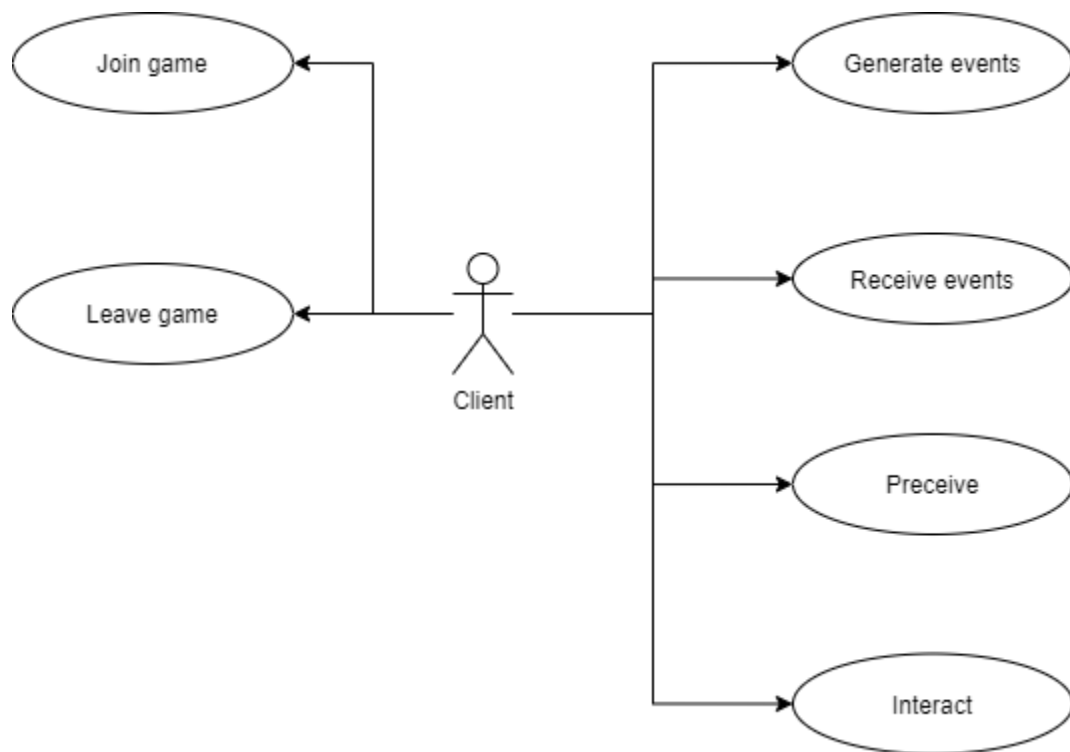 Join game
Generate events
Receive events
Leave game
Client
Preceive
Interact